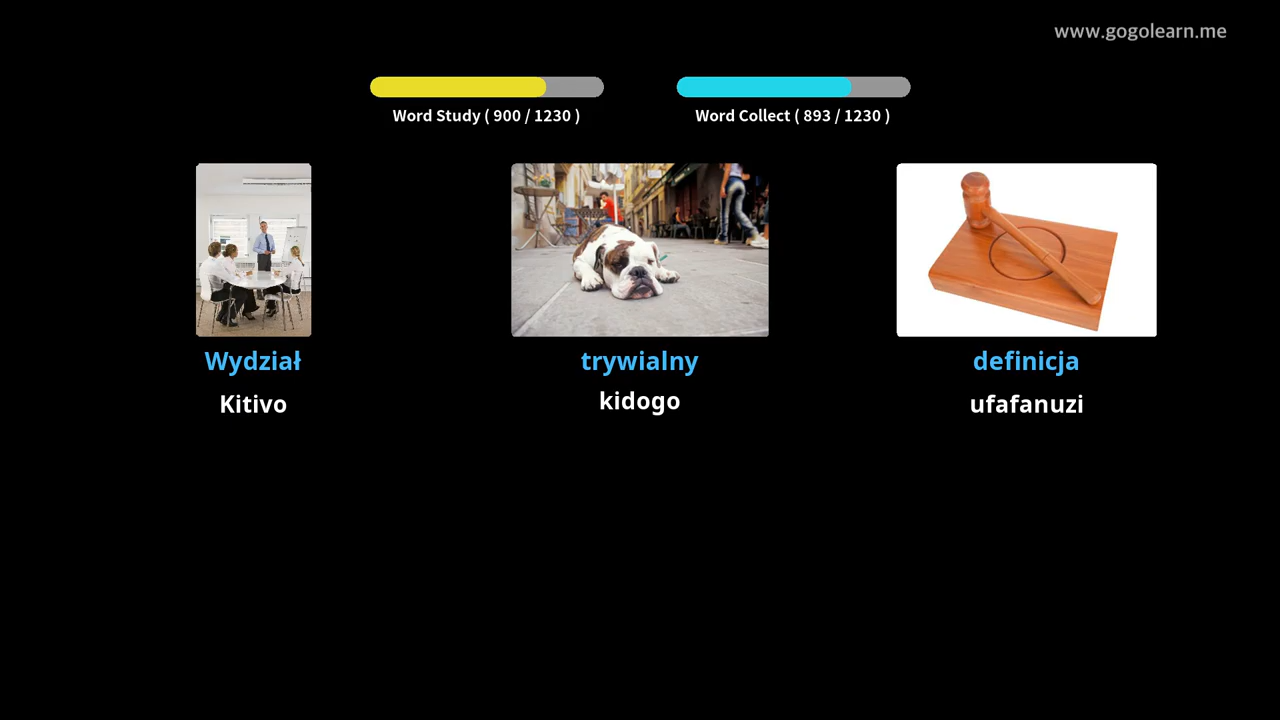 www.gogolearn.me
Word Study ( 900 / 1230 )
Word Collect ( 893 / 1230 )
Wydział
trywialny
definicja
Kitivo
kidogo
ufafanuzi